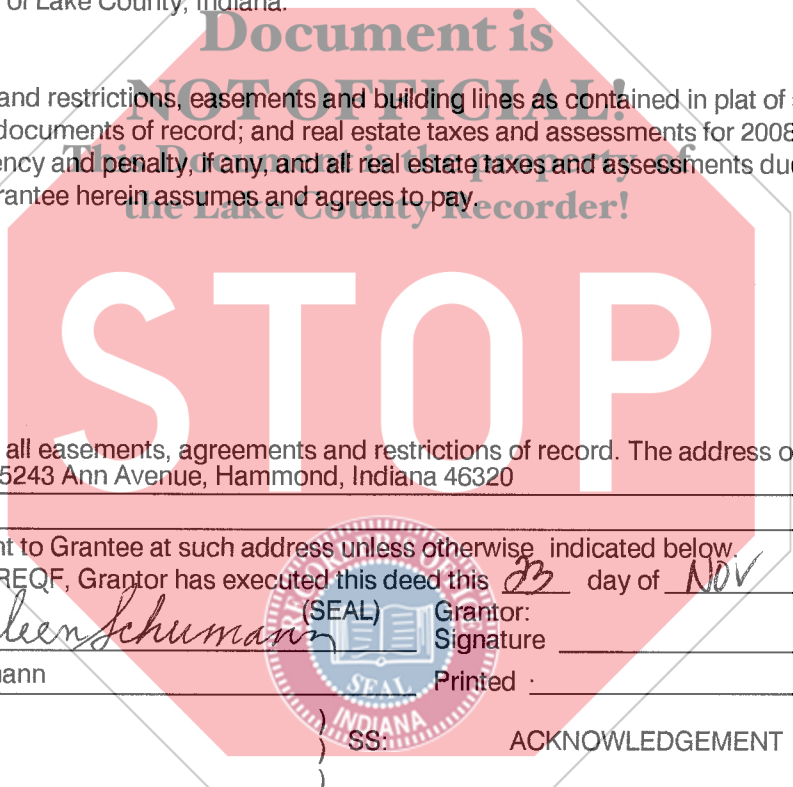 of Lake County, Indiana.
Document is
NOT OFFICIAL!
and restrictions, easements and building lines as contained in plat of
documents of record; and real estate taxes and assessments for 2008
ency and penalty, if any, and all real estate taxes and assessments du
This Document is the property of
rantee herein assumes and agrees to pay.
the Lake County Recorder!
STOP
all easements, agreements and restrictions of record. The address o
5243 Ann Avenue, Hammond, Indiana 46320
nt to Grantee at such address unless otherwise indicated below.
REOF, Grantor has executed this deed this 23 day of NOV
(SEAL) Grantor:
leen Schumann Signature
mann Printed
RECORDER'S OFFICE
SEAL
INDIANA
) SS: ACKNOWLEDGEMENT
)